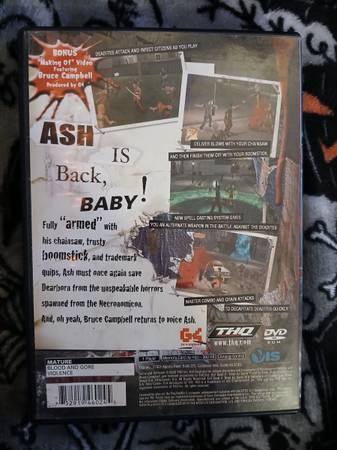 BONUS
"Making Of" Video
Featuring
Bruce Campbell
Produced by G4
DEADITES ATTACK AND INFECT CITIZENS AS YOU PLAY
DELIVER BLOWS WITH YOUR CHAINSAW
AND THEN FINISH THEM OFF WITH YOUR BOOMSTICK
ASH
IS
Back,
BABY!
NEW SPELL CASTING SYSTEM GIVES
YOU AN ALTERNATE WEAPON IN THE BATTLE AGAINST THE DEADITES
Fully "armed" with
his chainsaw, trusty
boomstick, and trademark
quips, Ash must once again save
Dearborn from the unspeakable horrors
spawned from the Necronomicon.
And, oh yeah, Bruce Campbell returns to voice Ash.
MASTER COMBO AND CHAIN ATTACKS
TO DECAPITATE DEADITES QUICKLY
THQ
www.thq.com
DVD
ROM
VIS
MATURE
BLOOD AND GORE
VIOLENCE
1 Player